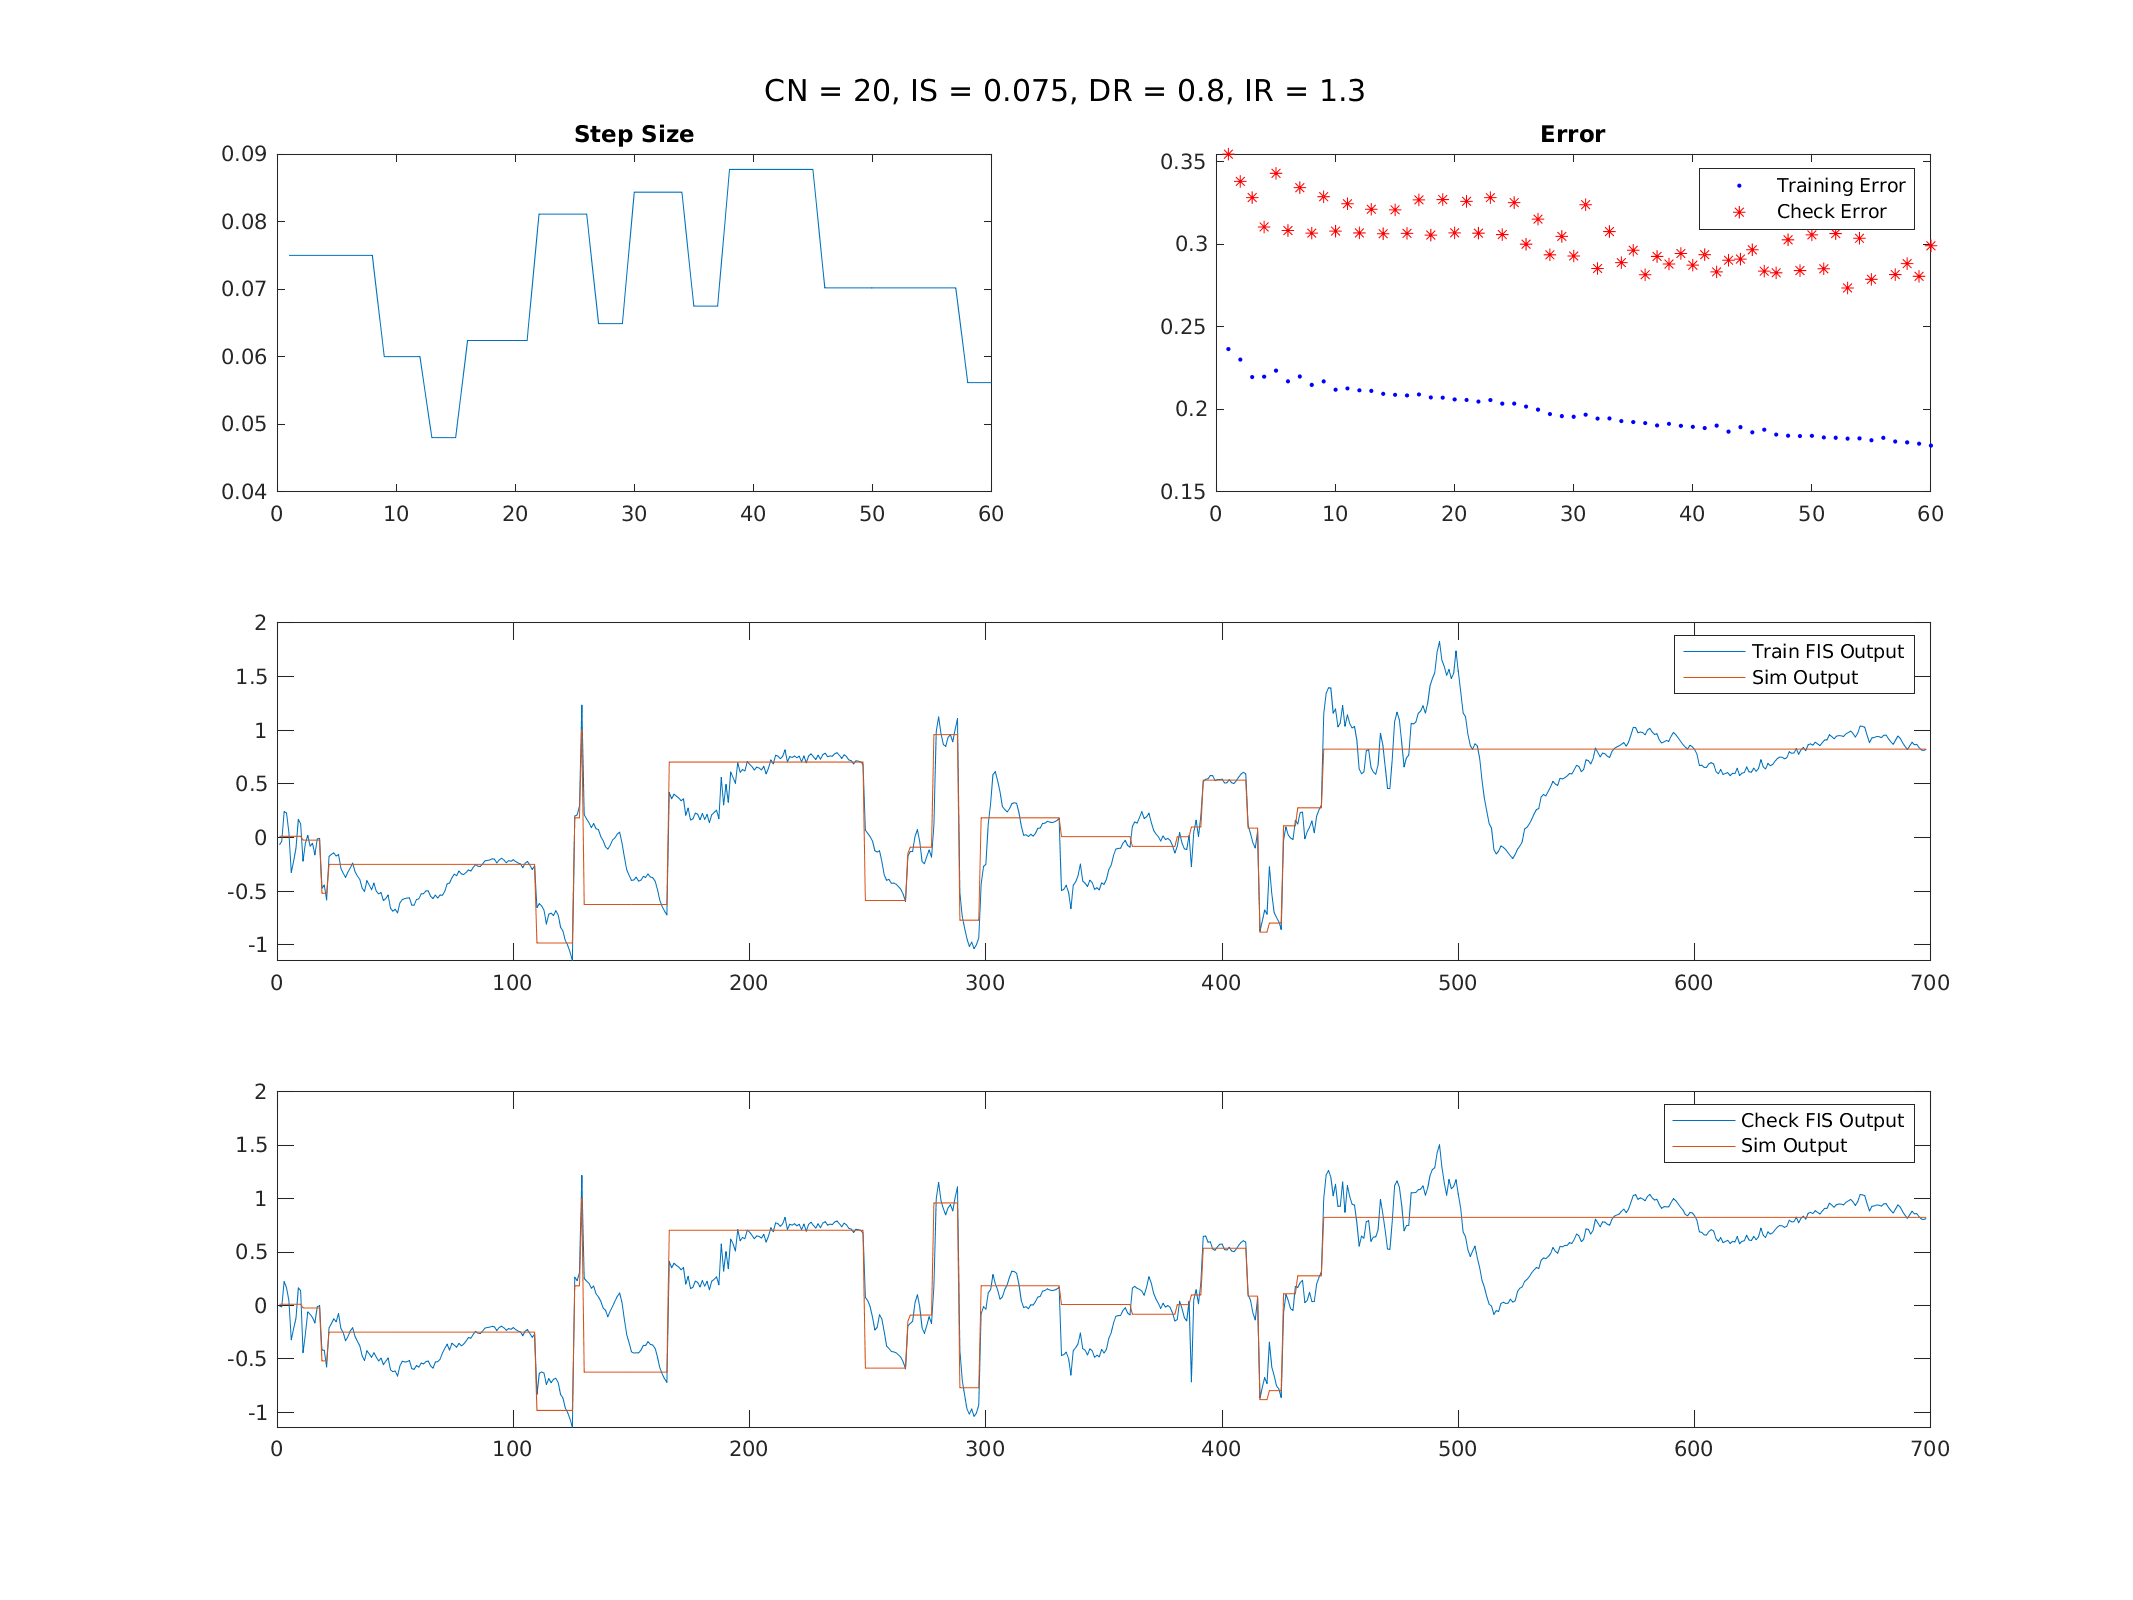 CN = 20, IS = 0.075, DR = 0.8, IR = 1.3
Step Size
0.09
0.08
0.07
0.06
0.05
0.04
0 10 20 30 40 50 60
Error
0.35
0.3
0.25
0.2
0.15
0 10 20 30 40 50 60
Training Error
Check Error
2
1.5
1
0.5
0
-0.5
-1
0 100 200 300 400 500 600 700
Train FIS Output
Sim Output
2
1.5
1
0.5
0
-0.5
-1
0 100 200 300 400 500 600 700
Check FIS Output
Sim Output